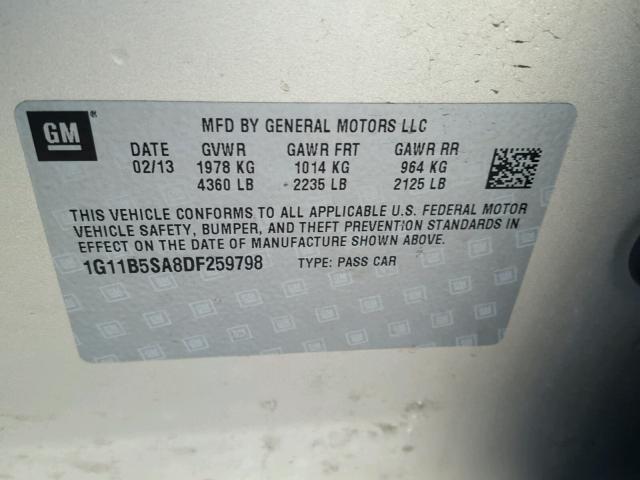 GM
MFD BY GENERAL MOTORS LLC
DATE GVWR GAWR FRT GAWR RR
02/13 1978 KG 1014 KG 964 KG
4360 LB 2235 LB 2125 LB
THIS VEHICLE CONFORMS TO ALL APPLICABLE U.S. FEDERAL MOTOR
VEHICLE SAFETY, BUMPER, AND THEFT PREVENTION STANDARDS IN
EFFECT ON THE DATE OF MANUFACTURE SHOWN ABOVE.
1G11B5SA8DF259798 TYPE: PASS CAR